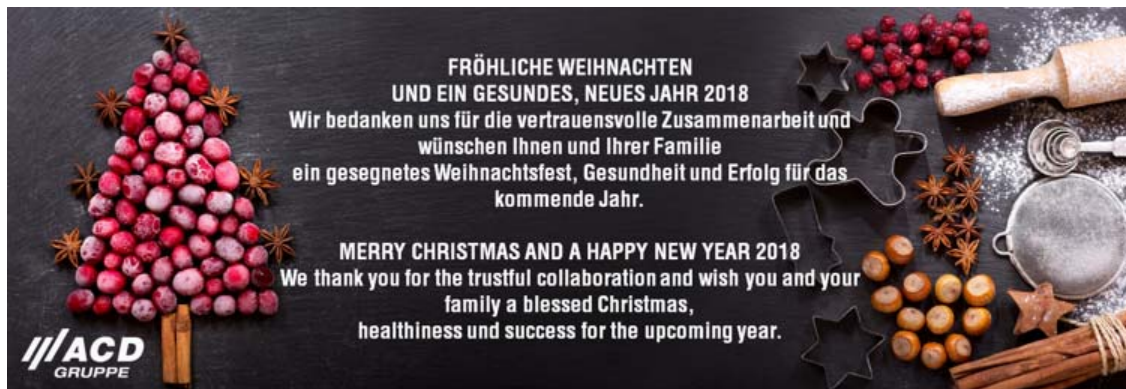 FRÖHLICHE WEIHNACHTEN
UND EIN GESUNDES, NEUES JAHR 2018
Wir bedanken uns für die vertrauensvolle Zusammenarbeit und
wünschen Ihnen und Ihrer Familie
ein gesegnetes Weihnachtsfest, Gesundheit und Erfolg für das
kommende Jahr.
MERRY CHRISTMAS AND A HAPPY NEW YEAR 2018
We thank you for the trustful collaboration and wish you and your
family a blessed Christmas,
healthiness und success for the upcoming year.
ACD
GRUPPE